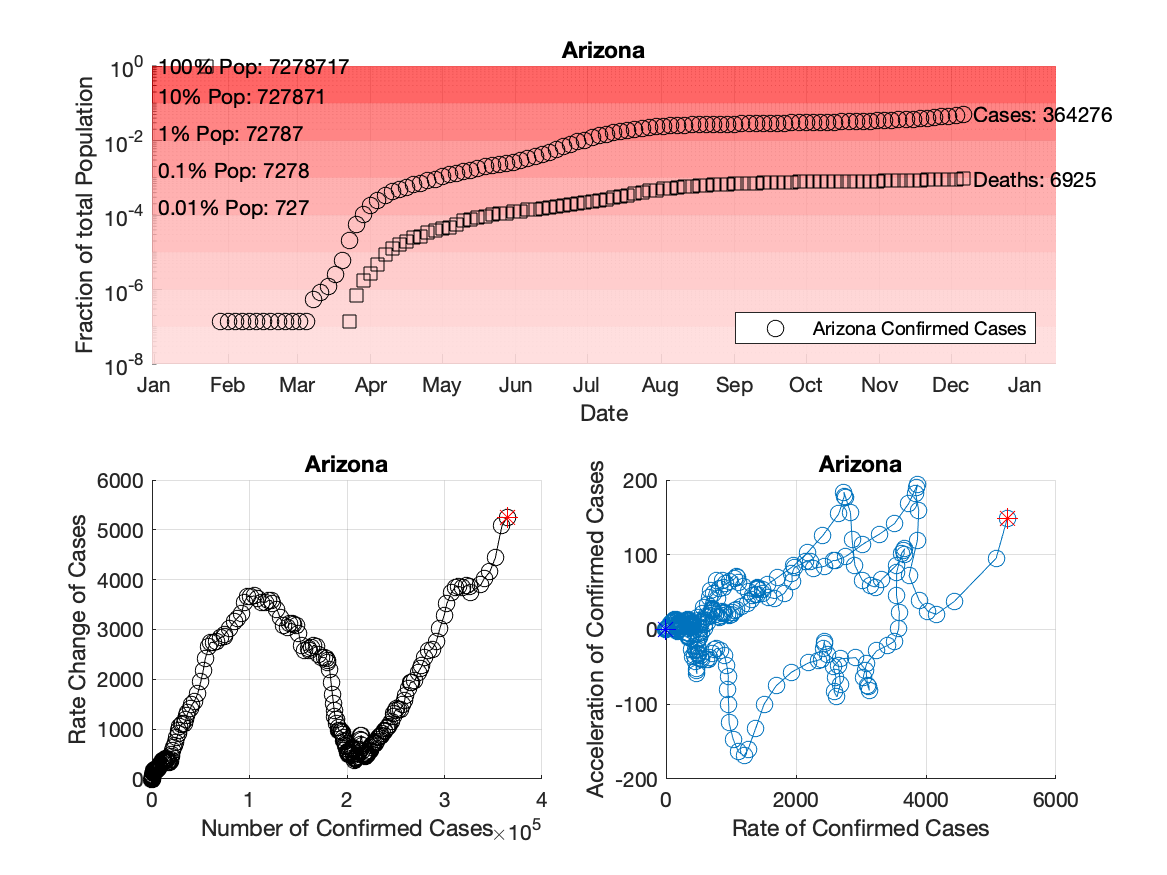 Arizona
10^0
10^-2
10^-4
10^-6
10^-8
Fraction of total Population
100% Pop: 7278717
10% Pop: 727871
1% Pop: 72787
0.1% Pop: 7278
0.01% Pop: 727
Cases: 364276
Deaths: 6925
Arizona Confirmed Cases
Jan Feb Mar Apr May Jun Jul Aug Sep Oct Nov Dec Jan
Date
Arizona
6000
5000
4000
3000
2000
1000
0
Rate Change of Cases
0 1 2 3 4
×10^5
Number of Confirmed Cases
Arizona
200
100
0
-100
-200
Acceleration of Confirmed Cases
0 2000 4000 6000
Rate of Confirmed Cases